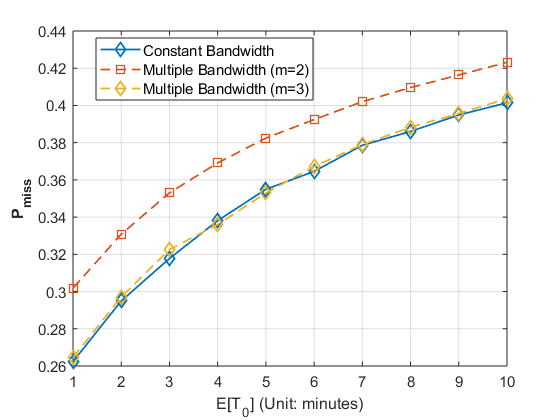 Constant Bandwidth
Multiple Bandwidth (m=2)
Multiple Bandwidth (m=3)
0.44
0.42
0.4
0.38
0.36
0.34
0.32
0.3
0.28
0.26
P_miss
1 2 3 4 5 6 7 8 9 10
E[T_0] (Unit: minutes)